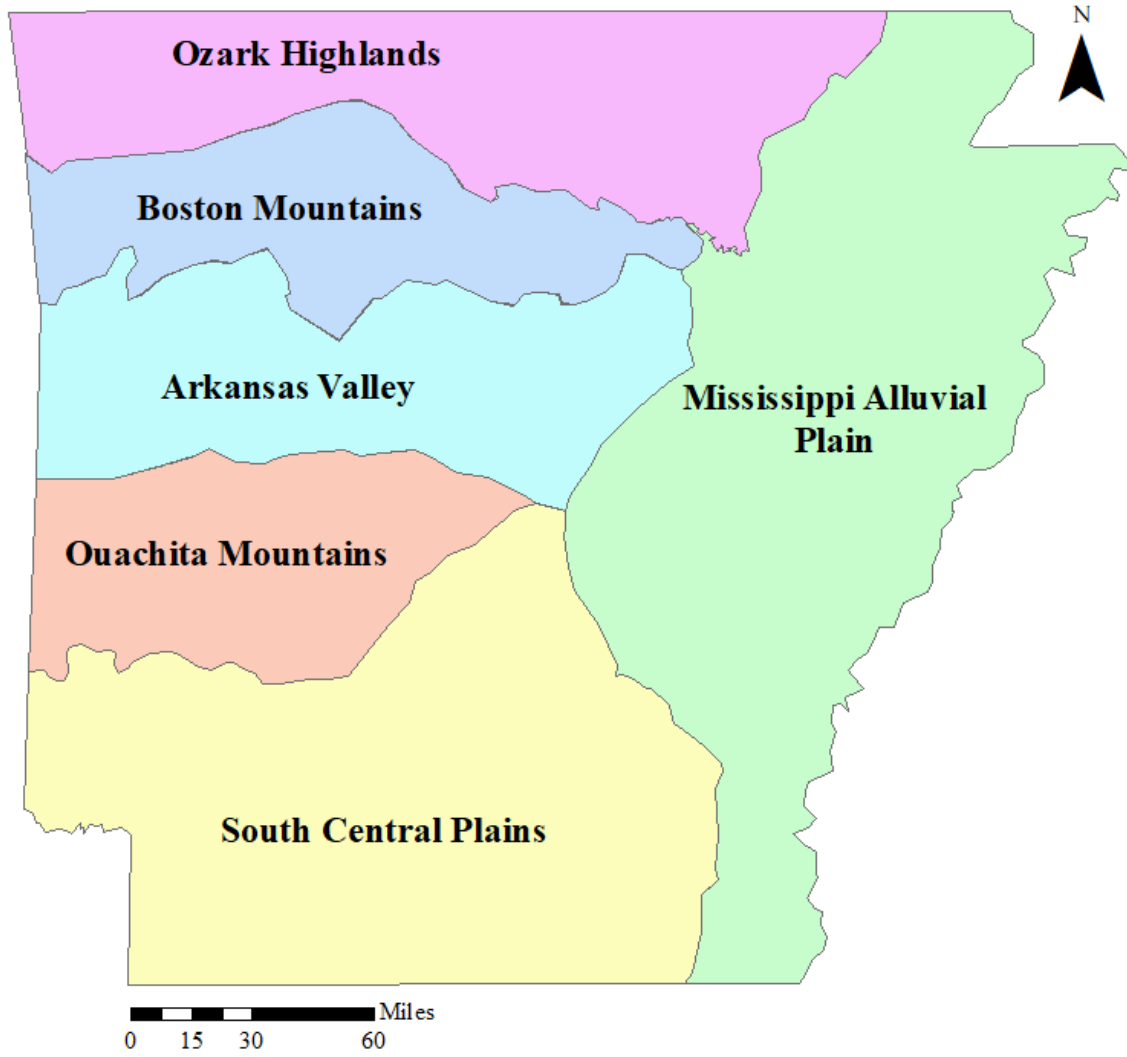 N
Ozark Highlands
Boston Mountains
Arkansas Valley
Mississippi Alluvial
Plain
Ouachita Mountains
South Central Plains
Miles
0 15 30 60